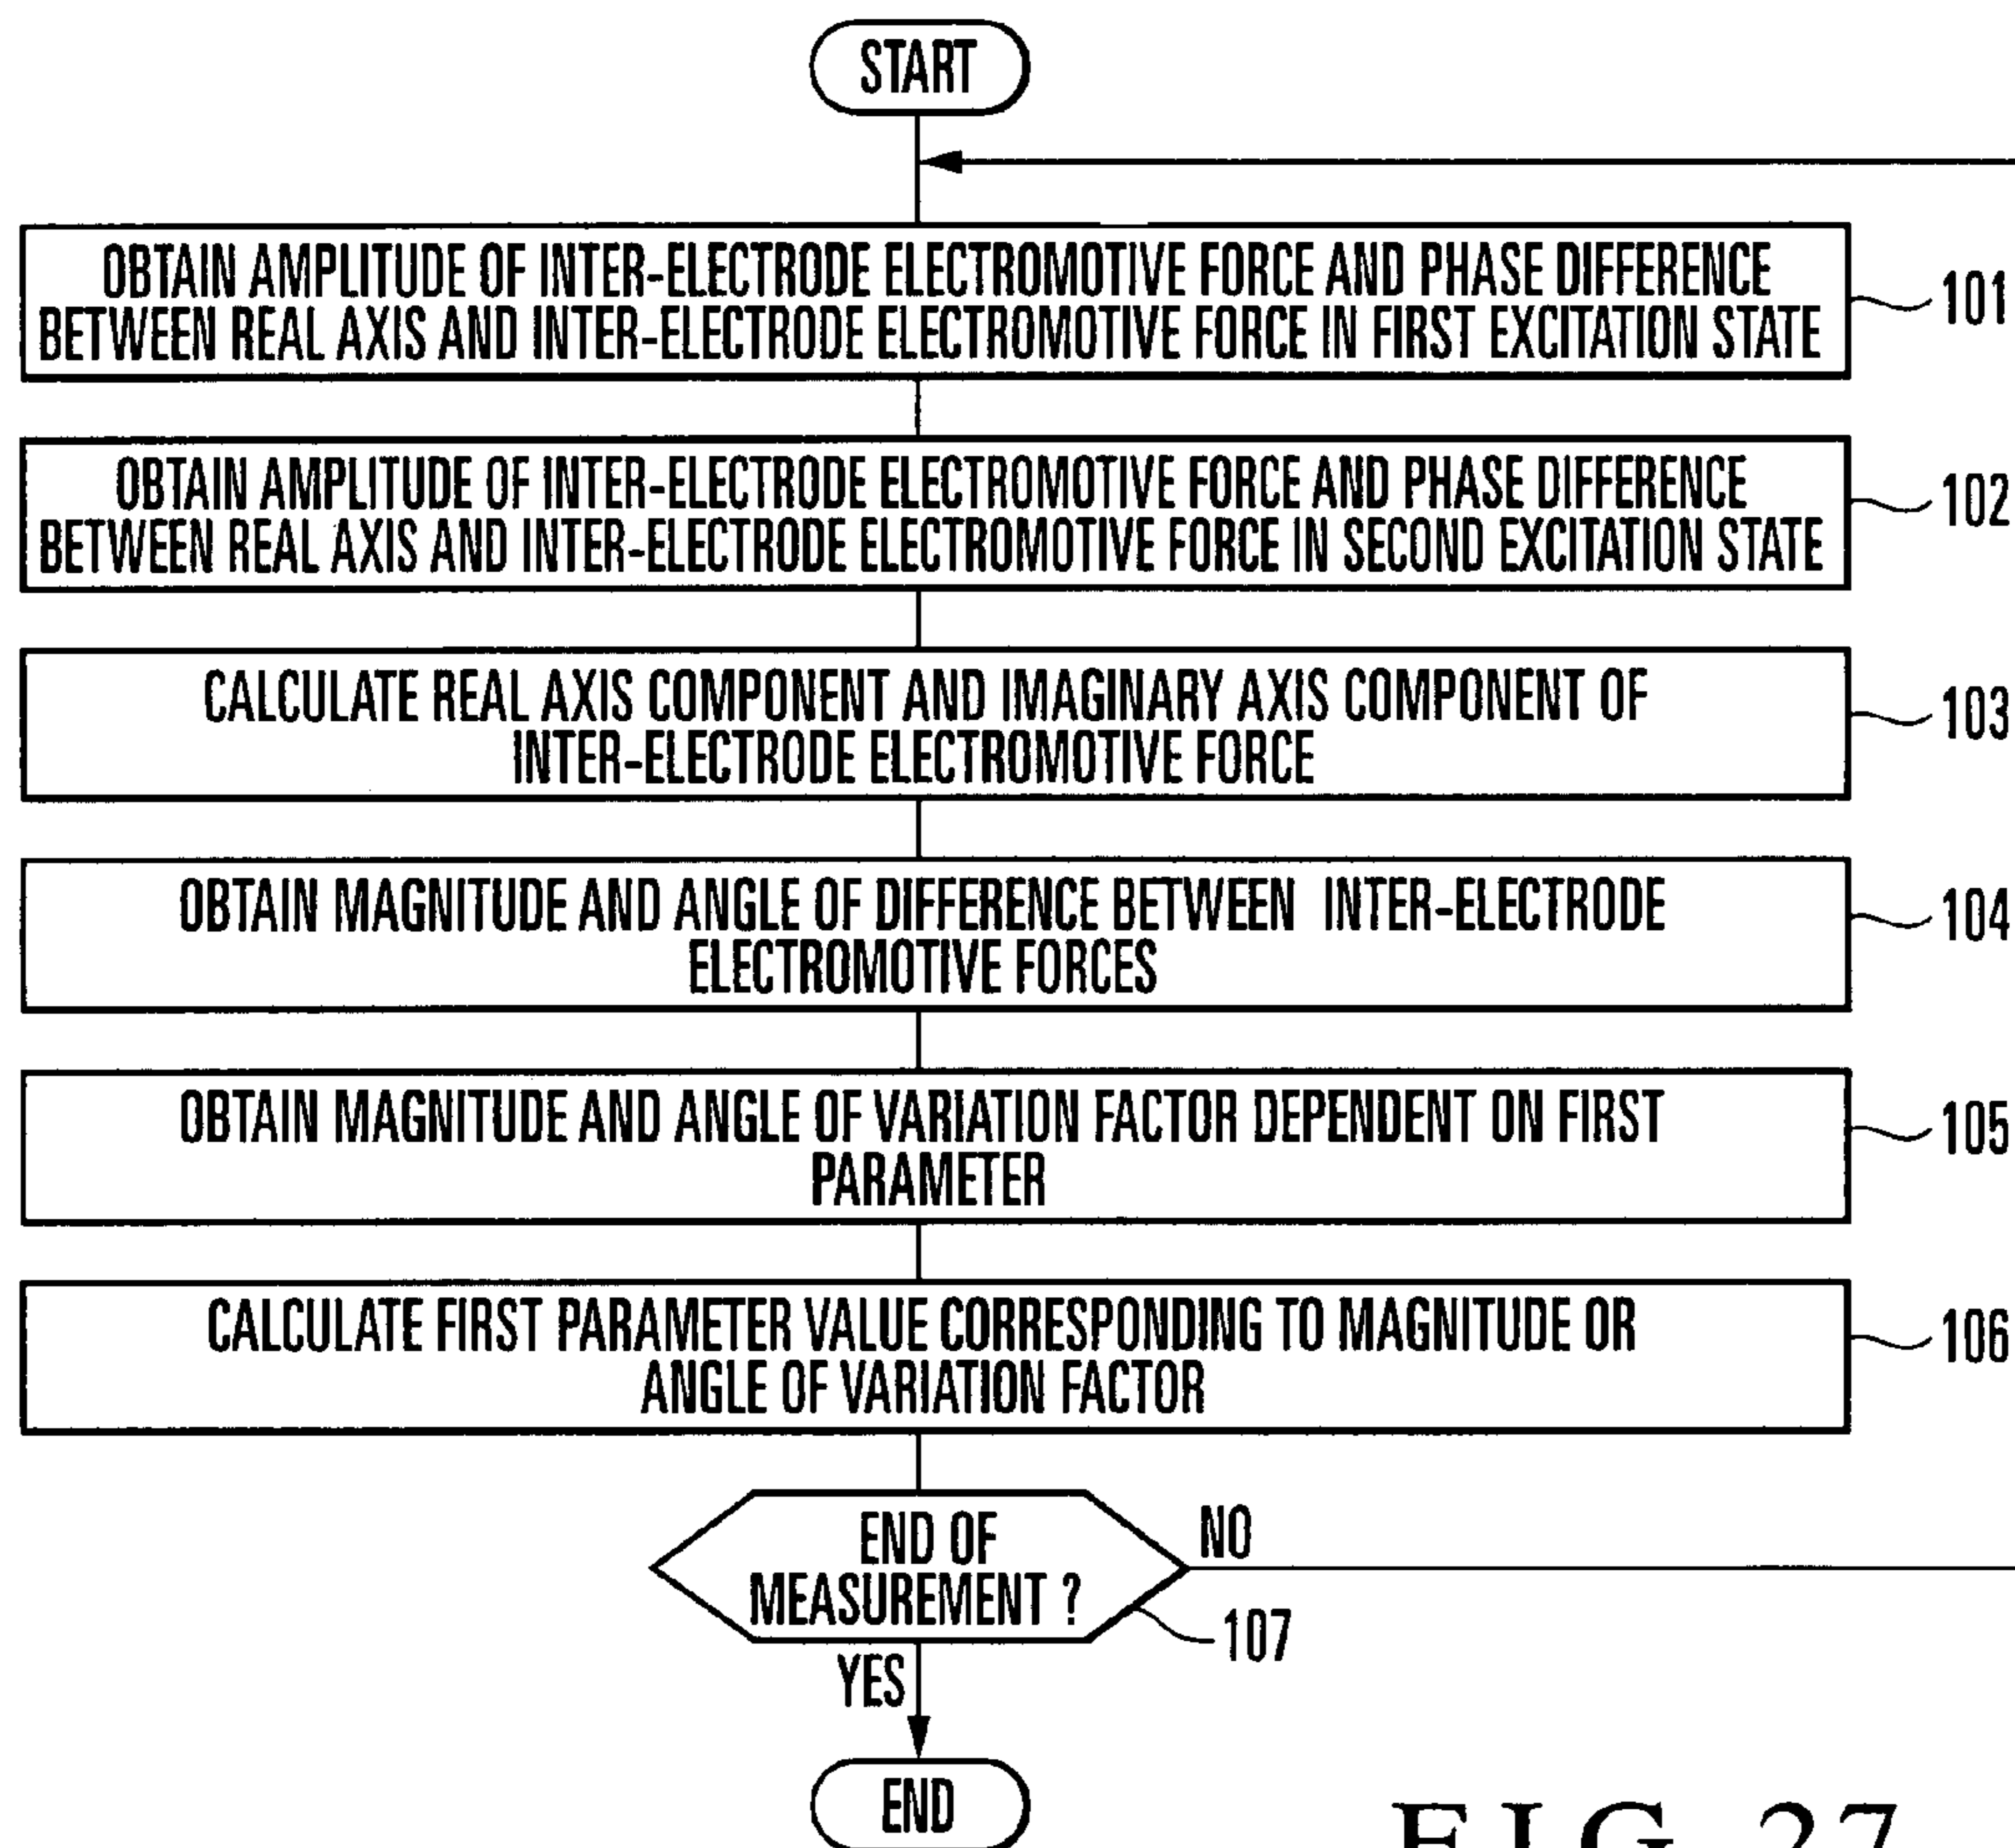 START
OBTAIN AMPLITUDE OF INTER-ELECTRODE ELECTROMOTIVE FORCE AND PHASE DIFFERENCE
BETWEEN REAL AXIS AND INTER-ELECTRODE ELECTROMOTIVE FORCE IN FIRST EXCITATION STATE
101
OBTAIN AMPLITUDE OF INTER-ELECTRODE ELECTROMOTIVE FORCE AND PHASE DIFFERENCE
BETWEEN REAL AXIS AND INTER-ELECTRODE ELECTROMOTIVE FORCE IN SECOND EXCITATION STATE
102
CALCULATE REAL AXIS COMPONENT AND IMAGINARY AXIS COMPONENT OF
INTER-ELECTRODE ELECTROMOTIVE FORCE
103
OBTAIN MAGNITUDE AND ANGLE OF DIFFERENCE BETWEEN INTER-ELECTRODE
ELECTROMOTIVE FORCES
104
OBTAIN MAGNITUDE AND ANGLE OF VARIATION FACTOR DEPENDENT ON FIRST
PARAMETER
105
CALCULATE FIRST PARAMETER VALUE CORRESPONDING TO MAGNITUDE OR
ANGLE OF VARIATION FACTOR
106
END OF
MEASUREMENT ?
NO
107
YES
END
FIG. 27